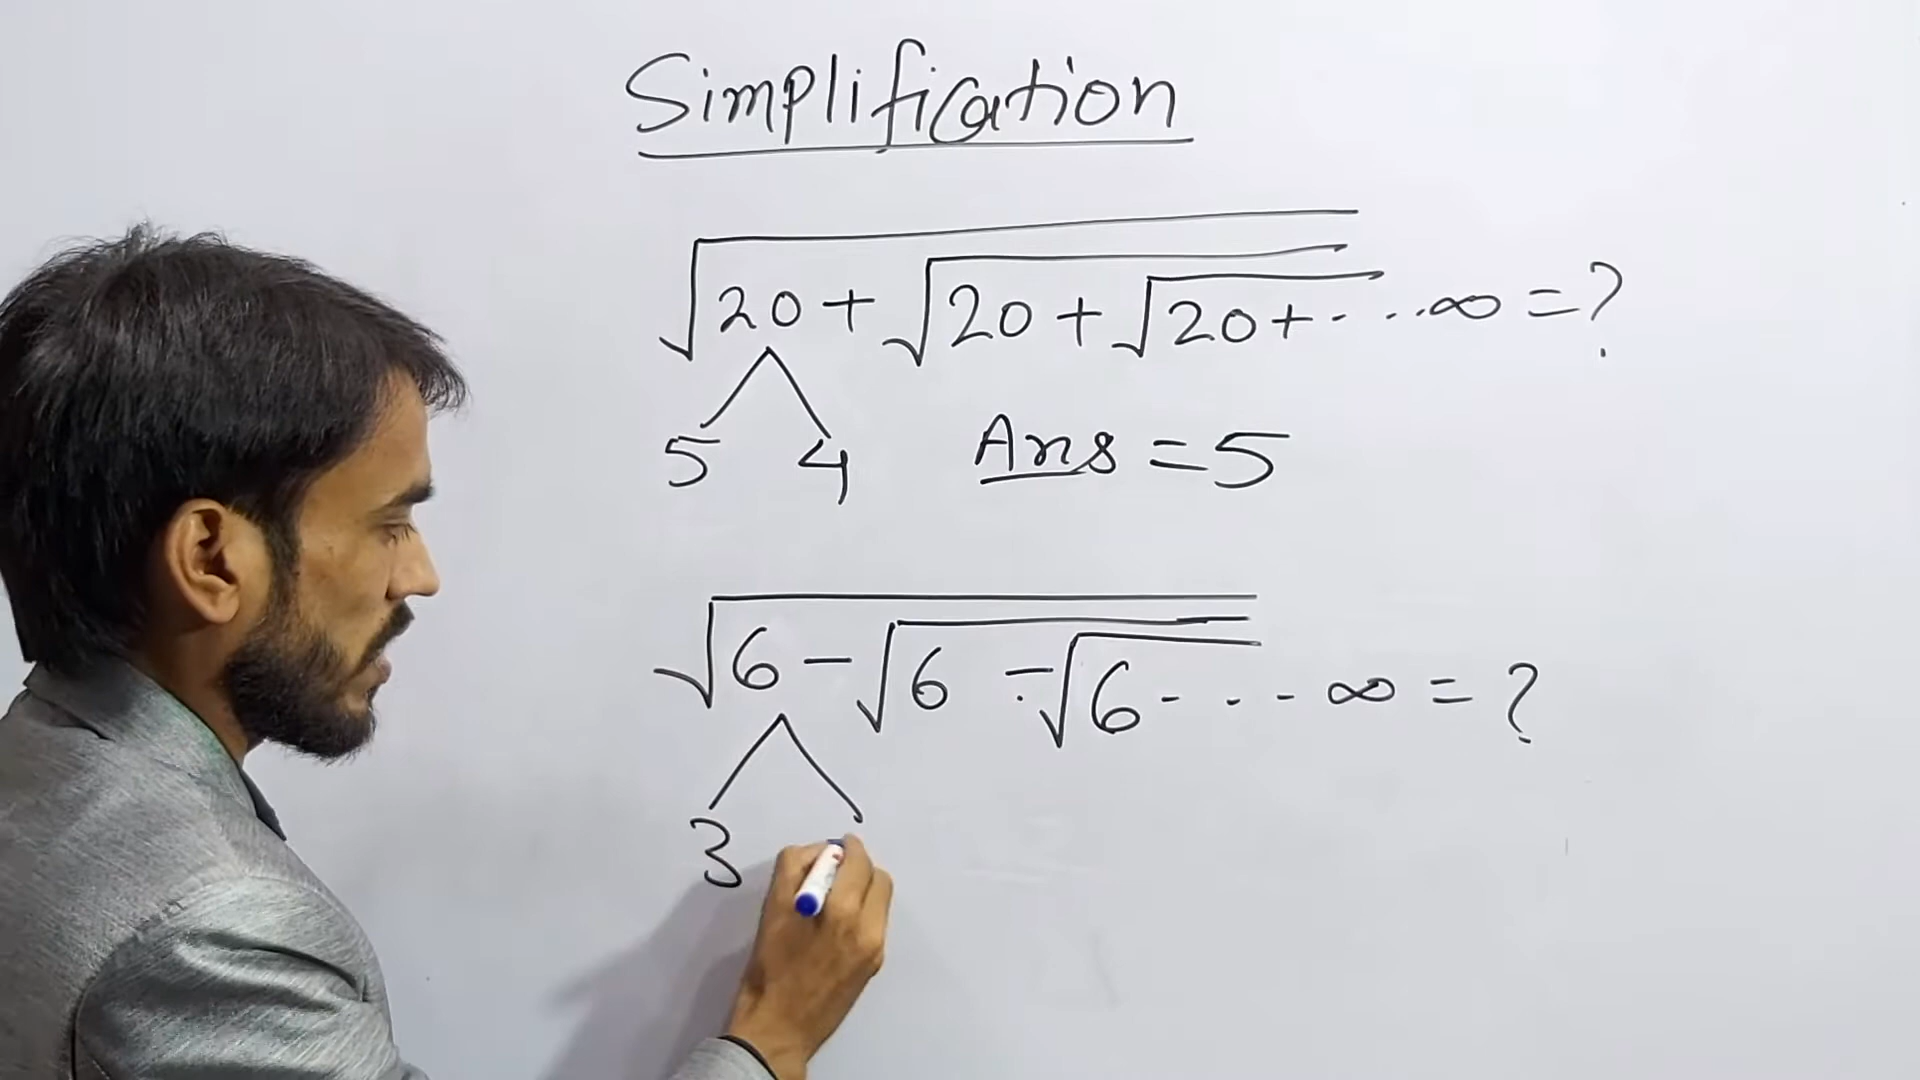 Simplification
√20 + √20 + √20 + - ... ∞ = ?
5 4 Ans = 5
√6 - √6 - √6 - - - ∞ = ?
3